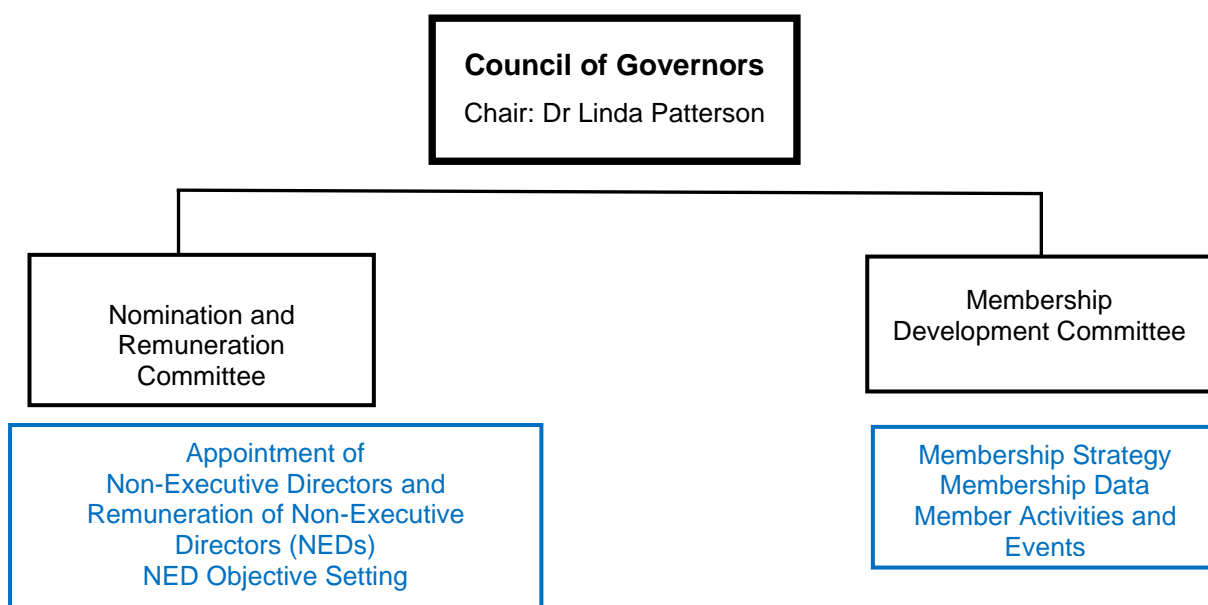 Council of Governors
Chair: Dr Linda Patterson
Nomination and
Remuneration
Committee
Membership
Development Committee
Appointment of
Non-Executive Directors and
Remuneration of Non-Executive
Directors (NEDs)
NED Objective Setting
Membership Strategy
Membership Data
Member Activities and
Events